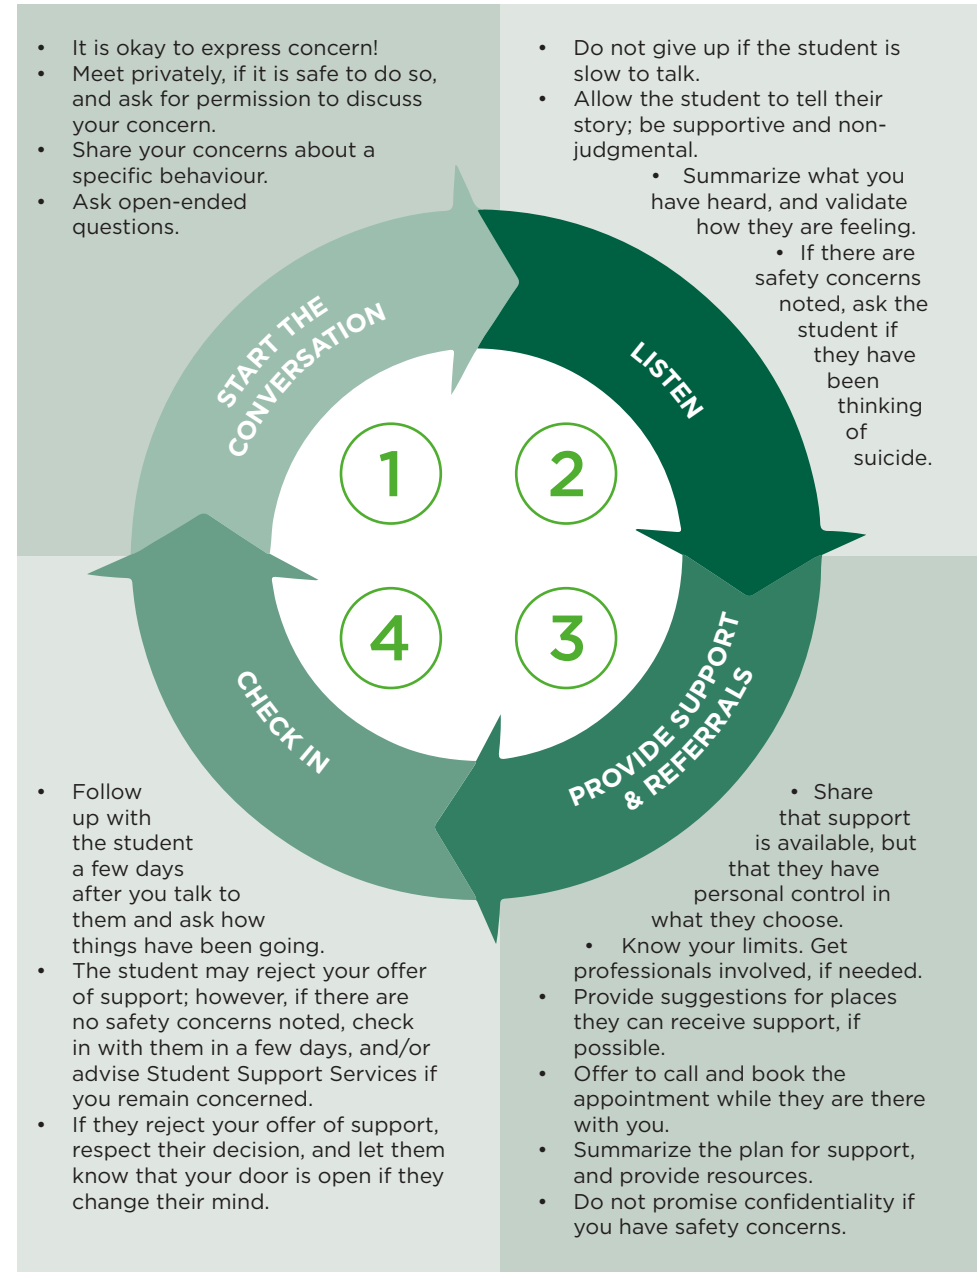 • It is okay to express concern!
• Meet privately, if it is safe to do so,
and ask for permission to discuss
your concern.
• Share your concerns about a
specific behaviour.
• Ask open-ended
questions.
START THE
CONVERSATION
1
• Do not give up if the student is
slow to talk.
• Allow the student to tell their
story; be supportive and non-
judgmental.
• Summarize what you
have heard, and validate
how they are feeling.
• If there are
safety concerns
noted, ask the
student if
they have
been
thinking
of
suicide.
LISTEN
2
PROVIDE SUPPORT
& REFERRALS
3
• Share
that support
is available, but
that they have
personal control in
what they choose.
• Know your limits. Get
professionals involved, if needed.
• Provide suggestions for places
they can receive support, if
possible.
• Offer to call and book the
appointment while they are there
with you.
• Summarize the plan for support,
and provide resources.
• Do not promise confidentiality if
you have safety concerns.
4
CHECK IN
• Follow
up with
the student
a few days
after you talk to
them and ask how
things have been going.
• The student may reject your offer
of support; however, if there are
no safety concerns noted, check
in with them in a few days, and/or
advise Student Support Services if
you remain concerned.
• If they reject your offer of support,
respect their decision, and let them
know that your door is open if they
change their mind.